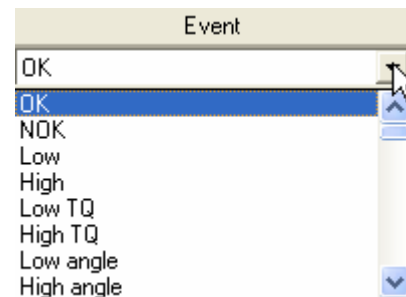 Event
OK
OK
NOK
Low
High
Low TQ
High TQ
Low angle
High angle